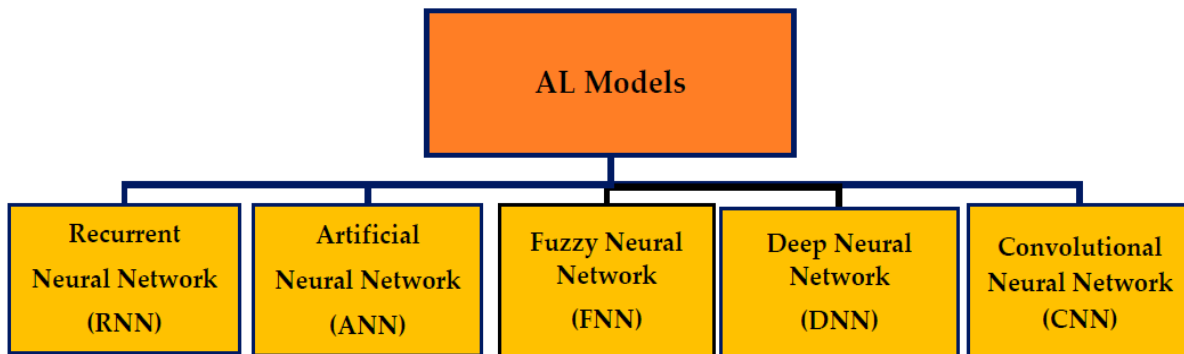 AL Models
Recurrent
Neural Network
(RNN)
Artificial
Neural Network
(ANN)
Fuzzy Neural
Network
(FNN)
Deep Neural
Network
(DNN)
Convolutional
Neural Network
(CNN)